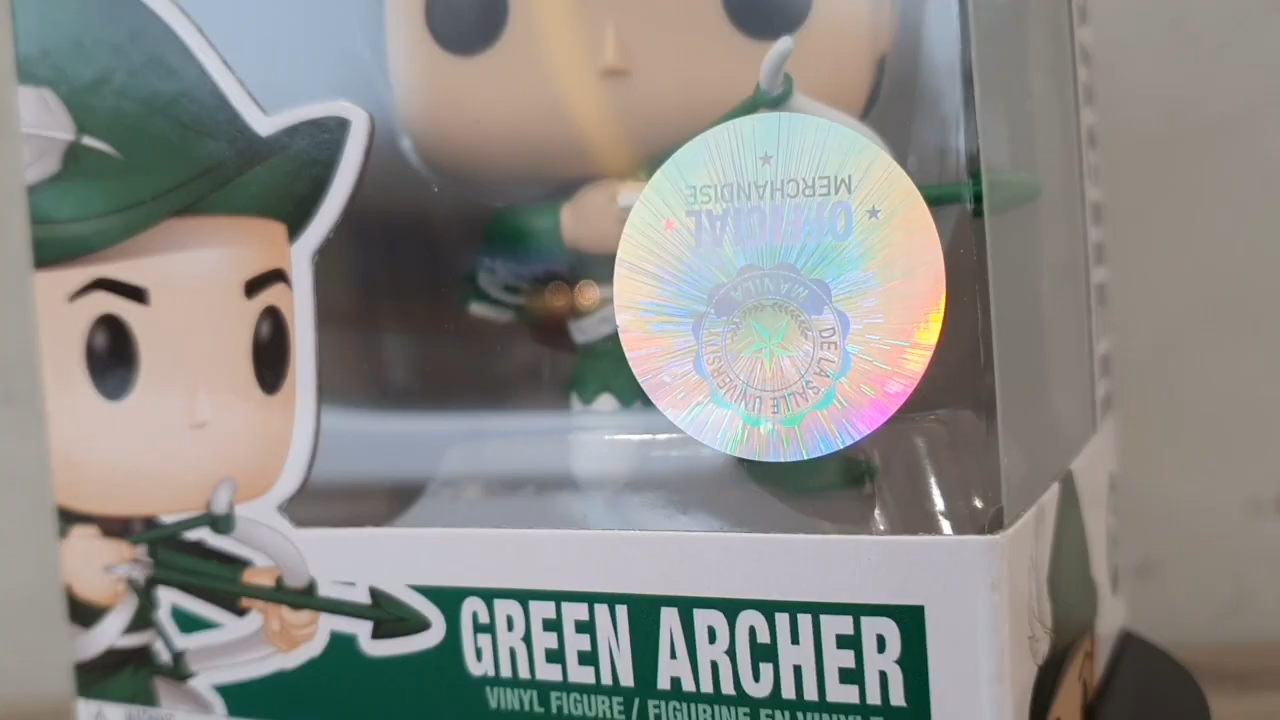 OFFICIAL
MERCHANDISE
DE LA SALLE UNIVERSITY
MANILA
GREEN ARCHER
VINYL FIGURE / FIGURINE EN VINYLE